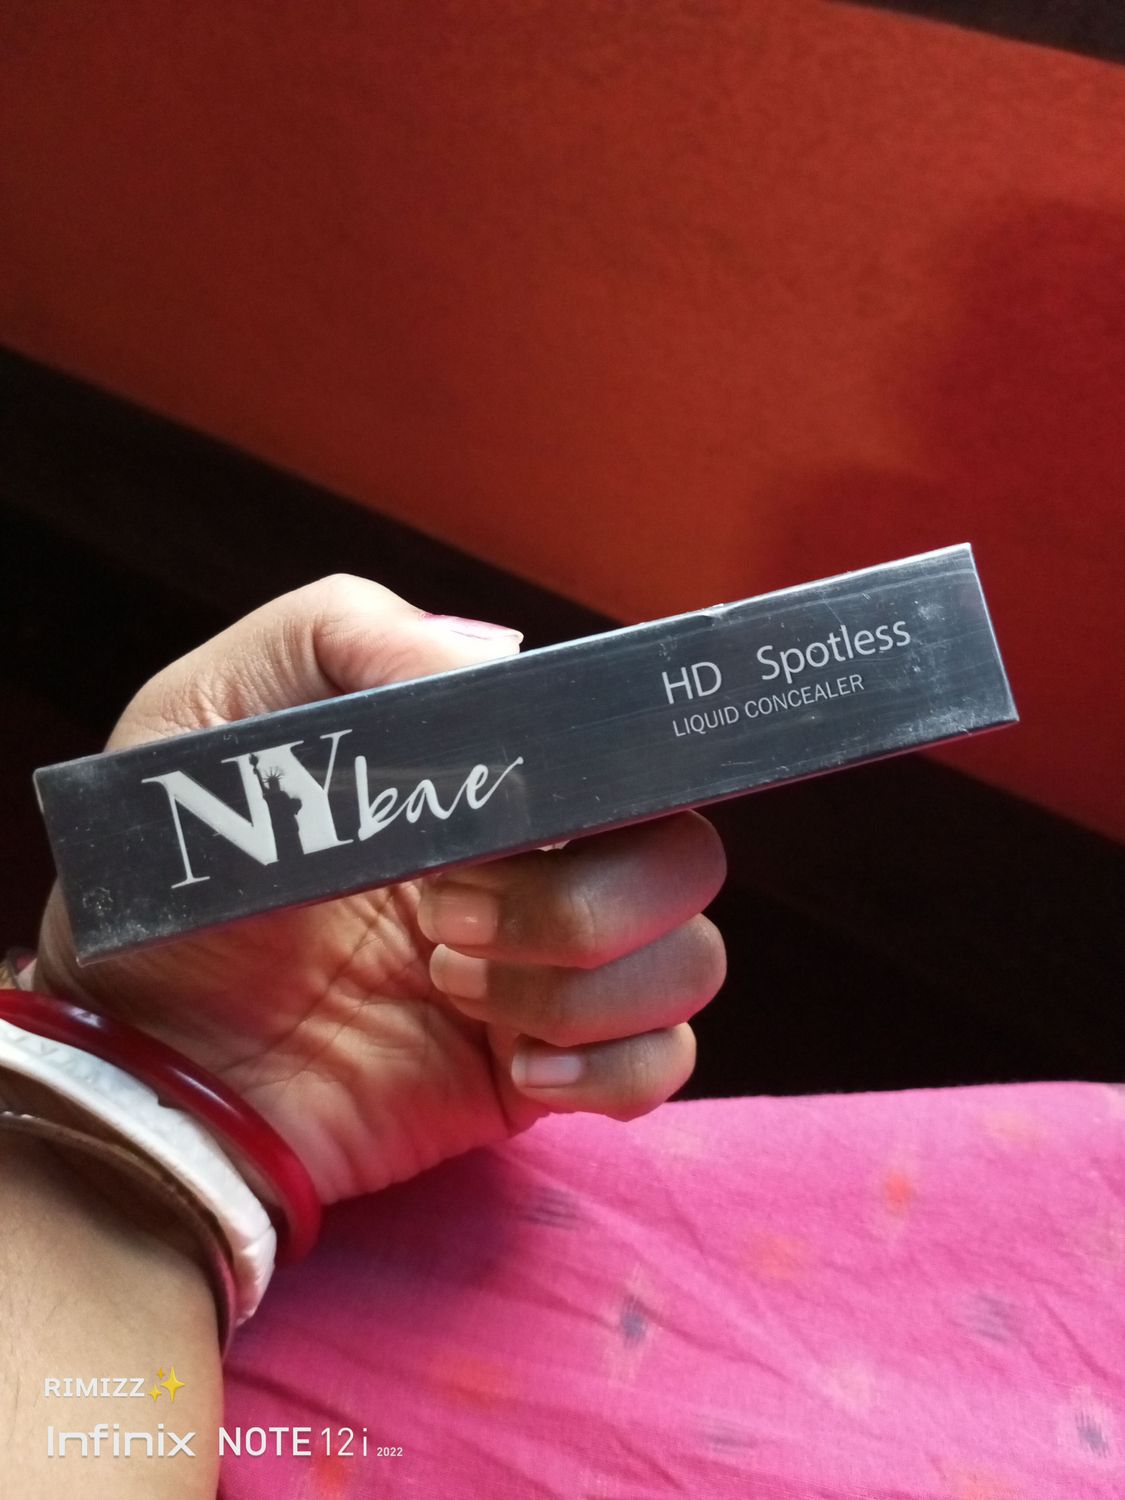 NYbae
HD Spotless
LIQUID CONCEALER
RIMIZZ✨
Infinix NOTE 12i 2022